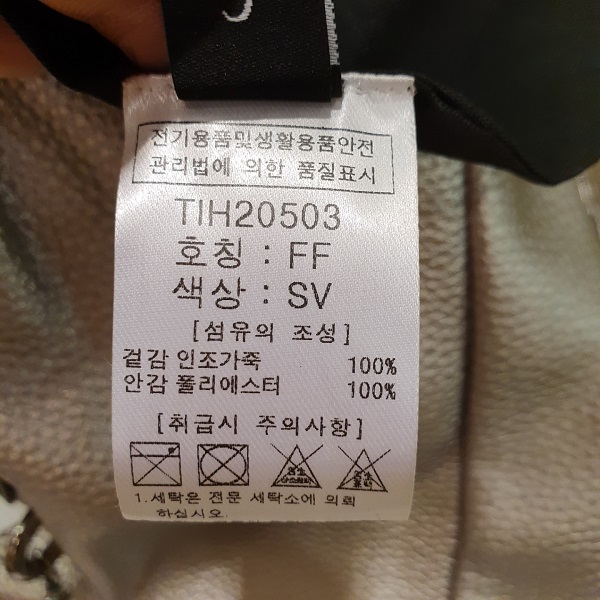 전기용품및생활용품안전
관리법에 의한 품질표시
TIH20503
호칭 : FF
색상 : SV
[섬유의 조성]
겉감 인조가죽 100%
안감 폴리에스터 100%
[취급시 주의사항]
1.세탁은 전문 세탁소에 의뢰
하십시오.